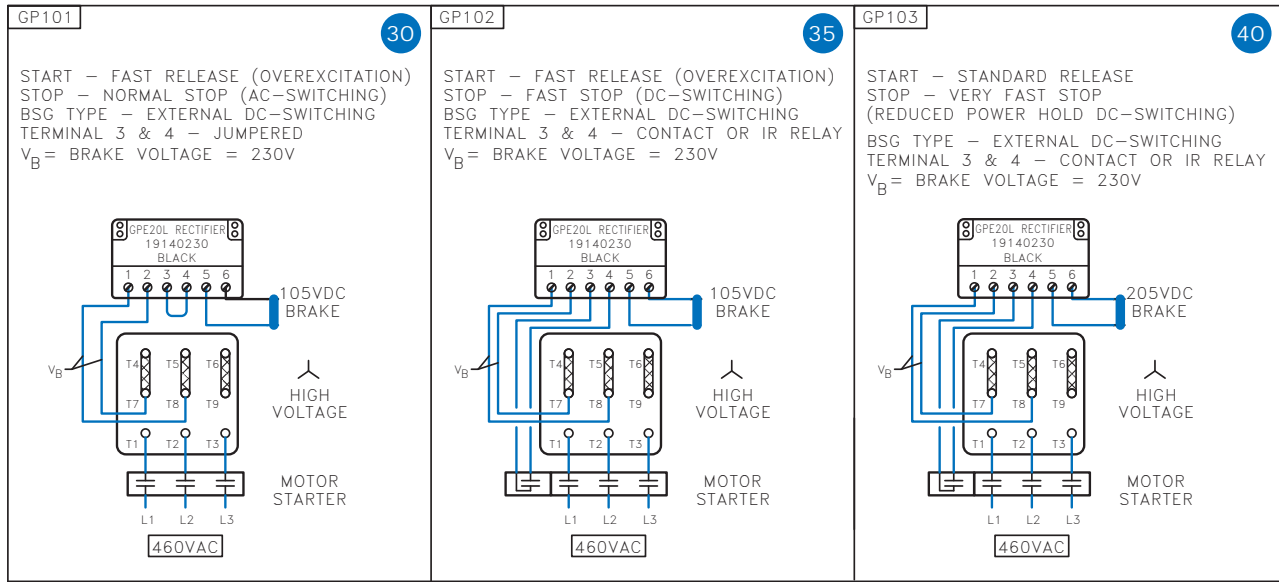 GP101
30
START – FAST RELEASE (OVEREXCITATION)
STOP – NORMAL STOP (AC–SWITCHING)
BSG TYPE – EXTERNAL DC–SWITCHING
TERMINAL 3 & 4 – JUMPERED
VB= BRAKE VOLTAGE = 230V
GPE20L RECTIFIER
19140230
BLACK
1 2 3 4 5 6
105VDC
BRAKE
VB
T4 T5 T6
T7 T8 T9
HIGH
VOLTAGE
T1 T2 T3
MOTOR
STARTER
L1 L2 L3
460VAC
GP102
35
START – FAST RELEASE (OVEREXCITATION)
STOP – FAST STOP (DC–SWITCHING)
BSG TYPE – EXTERNAL DC–SWITCHING
TERMINAL 3 & 4 – CONTACT OR IR RELAY
VB= BRAKE VOLTAGE = 230V
GPE20L RECTIFIER
19140230
BLACK
1 2 3 4 5 6
105VDC
BRAKE
VB
T4 T5 T6
T7 T8 T9
HIGH
VOLTAGE
T1 T2 T3
MOTOR
STARTER
L1 L2 L3
460VAC
GP103
40
START – STANDARD RELEASE
STOP – VERY FAST STOP
(REDUCED POWER HOLD DC–SWITCHING)
BSG TYPE – EXTERNAL DC–SWITCHING
TERMINAL 3 & 4 – CONTACT OR IR RELAY
VB= BRAKE VOLTAGE = 230V
GPE20L RECTIFIER
19140230
BLACK
1 2 3 4 5 6
205VDC
BRAKE
VB
T4 T5 T6
T7 T8 T9
HIGH
VOLTAGE
T1 T2 T3
MOTOR
STARTER
L1 L2 L3
460VAC